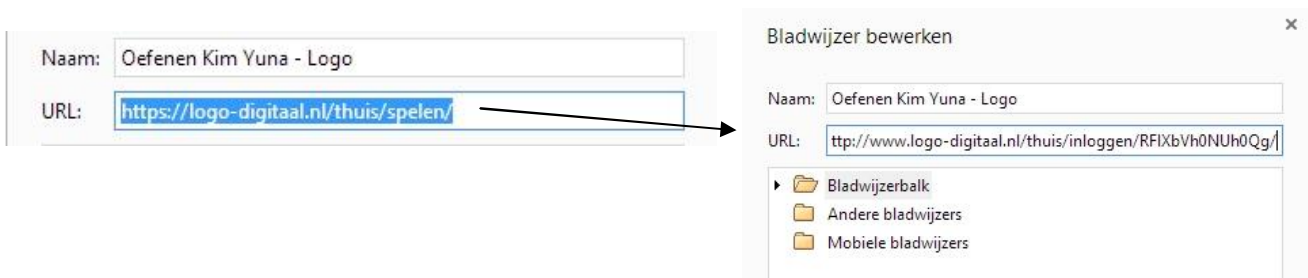 Naam: Oefenen Kim Yuna - Logo
URL: https://logo-digitaal.nl/thuis/spelen/
Bladwijzer bewerken
Naam: Oefenen Kim Yuna - Logo
URL: ttp://www.logo-digitaal.nl/thuis/inloggen/RFlXbVh0NUh0Qg/
Bladwijzerbalk
Andere bladwijzers
Mobiele bladwijzers